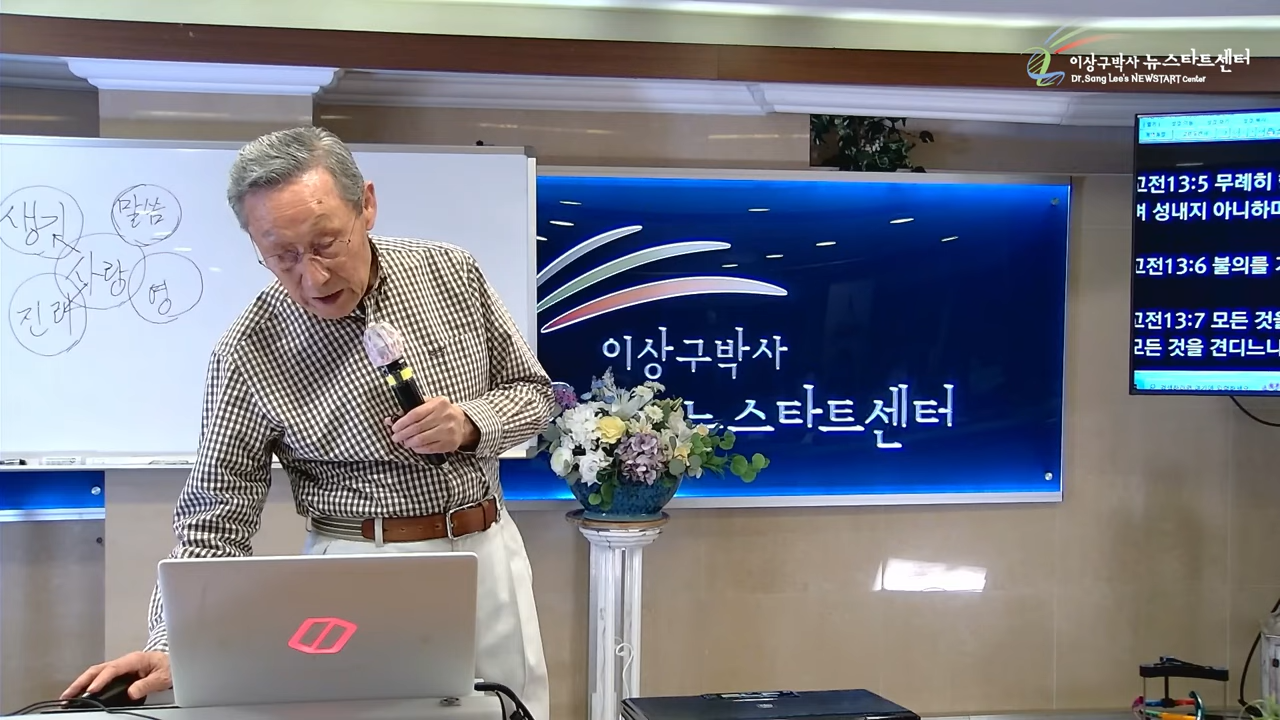 이상구박사 뉴스타트센터
Dr. Sang Lee's NEWSTART Center
생기
말씀
사랑
진리
영
이상구박사
뉴스타트센터
고전13:5 무례히
성내지 아니하며
고전13:6 불의를
고전13:7 모든 것을
모든 것을 견디느니